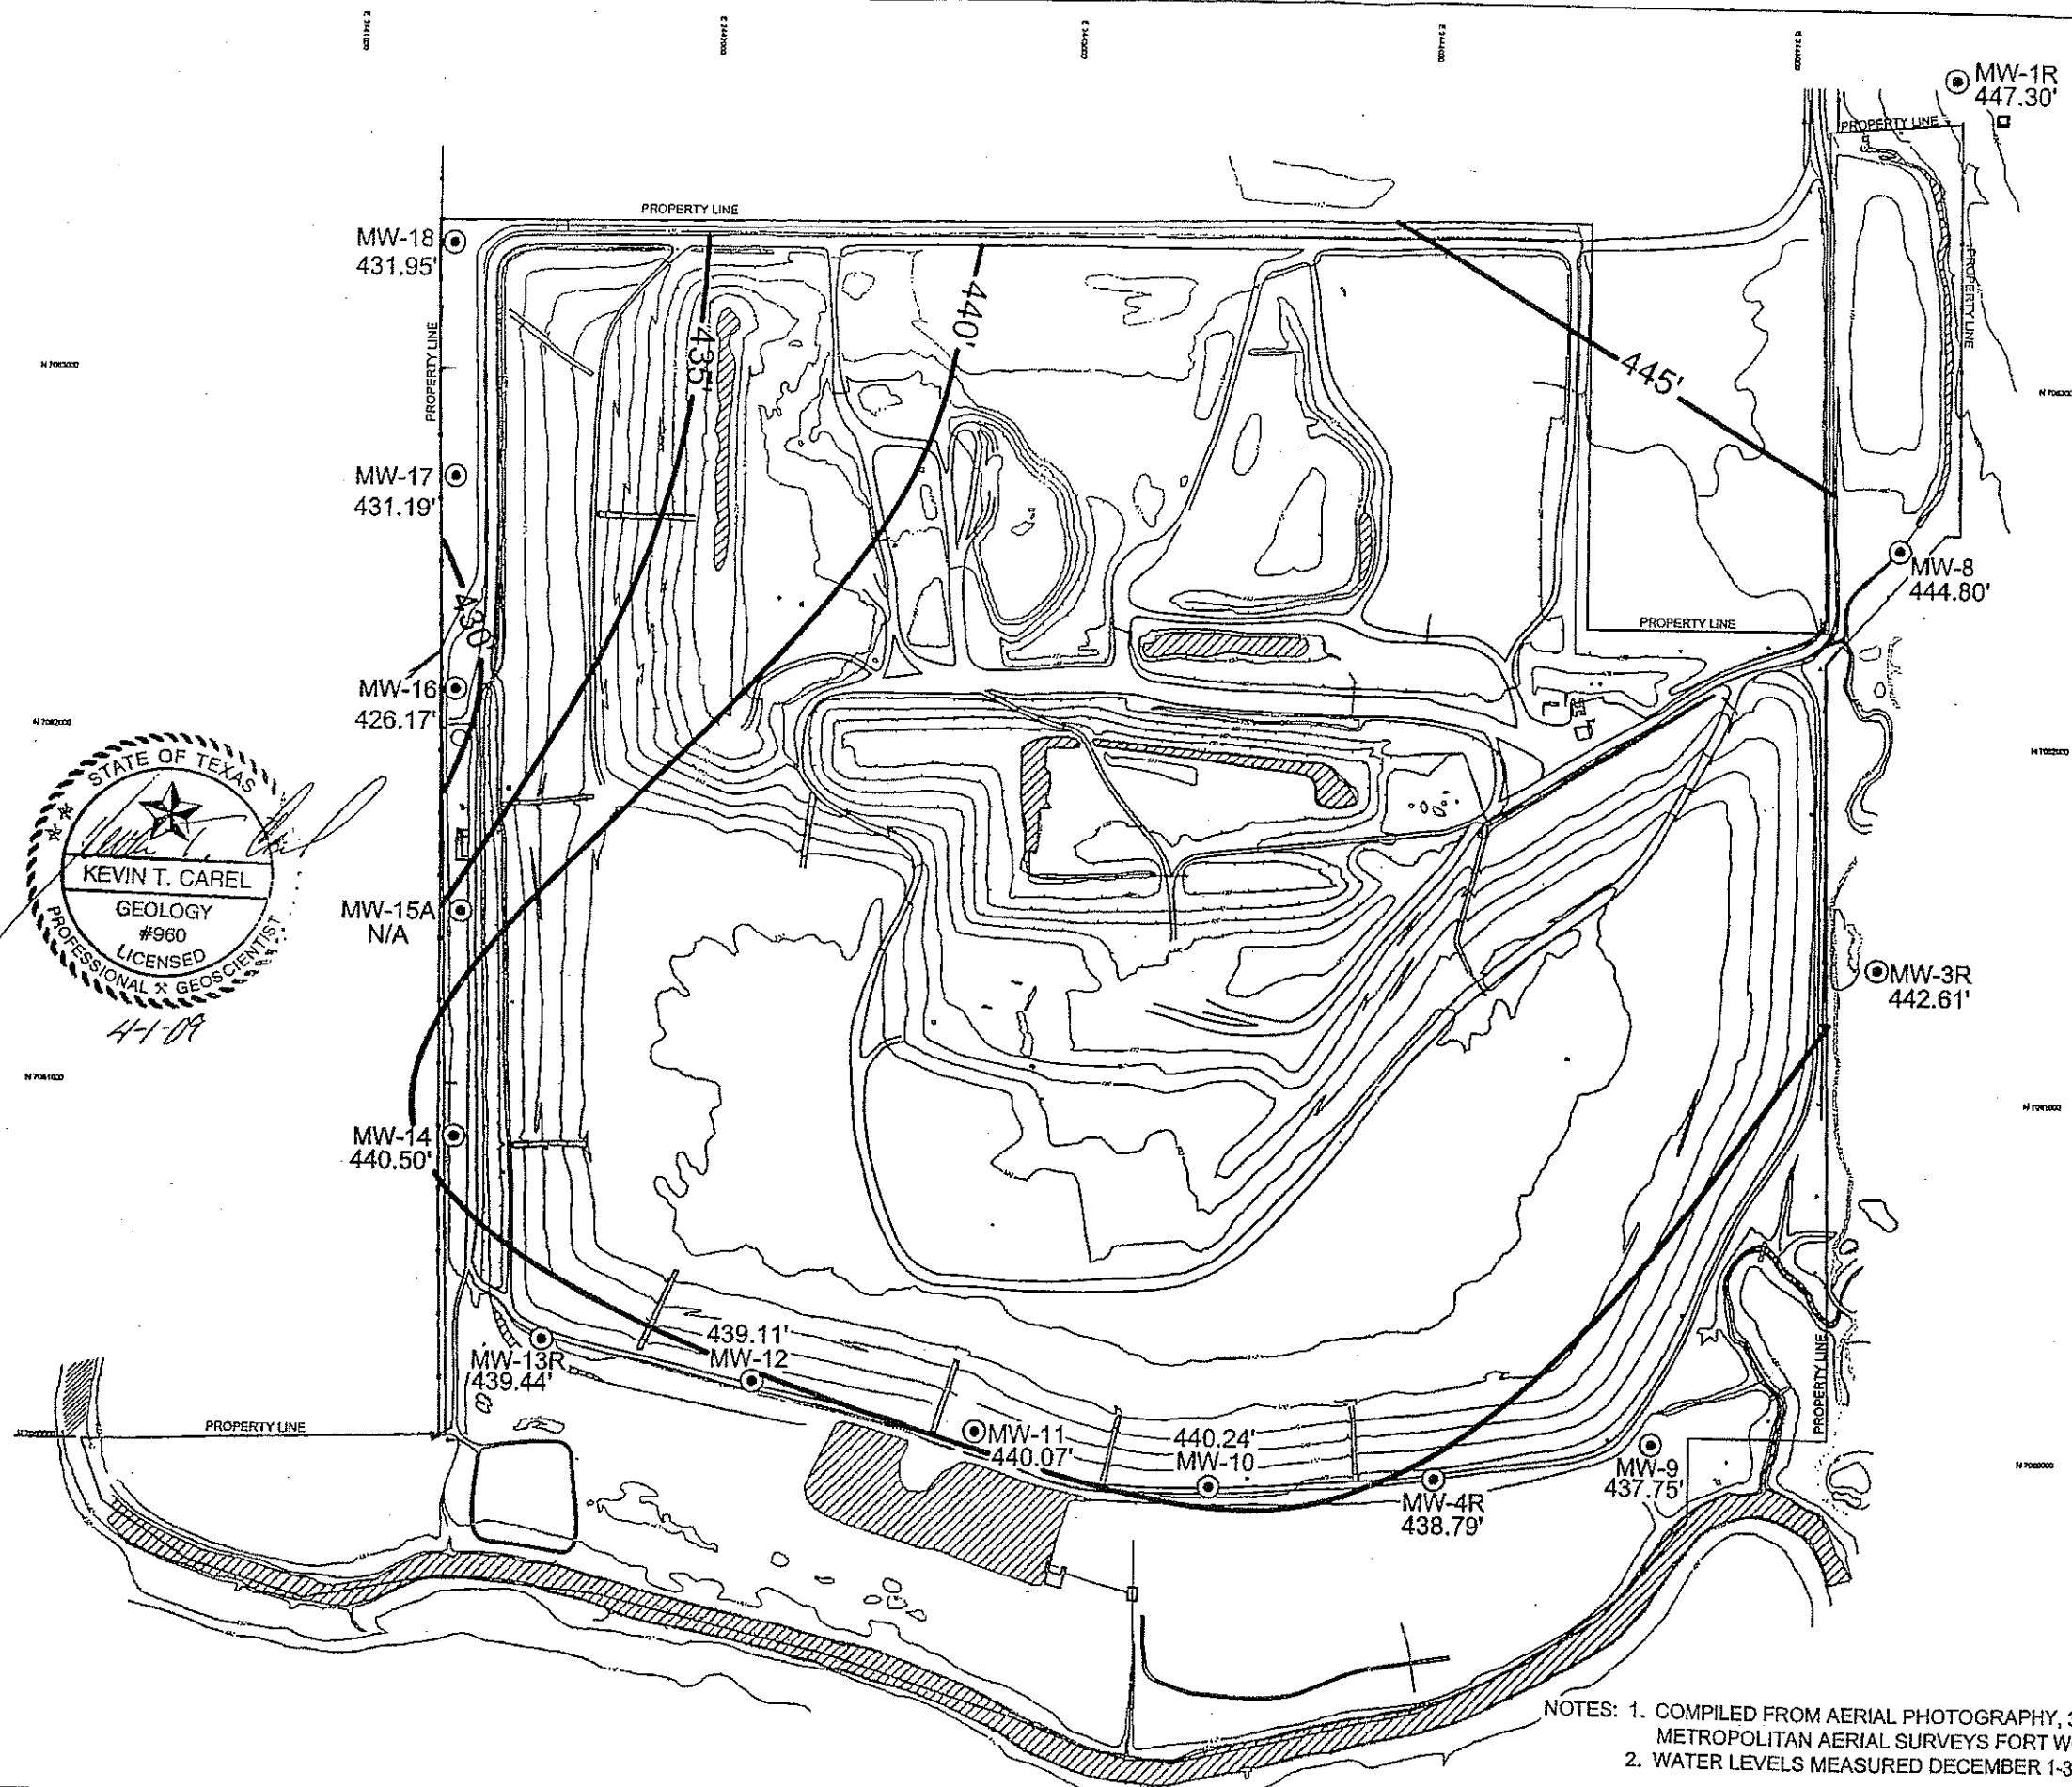 MW-1R
447.30'
PROPERTY LINE
PROPERTY LINE
PROPERTY LINE
MW-18
431.95'
PROPERTY LINE
435'
440'
445'
MW-17
431.19'
MW-8
444.80'
PROPERTY LINE
430'
MW-16
426.17'
STATE OF TEXAS
KEVIN T. CAREL
GEOLOGY
#960
LICENSED
PROFESSIONAL GEOSCIENTIST
4-1-09
MW-15A
N/A
MW-3R
442.61'
MW-14
440.50'
439.11'
MW-12
MW-13R
439.44'
PROPERTY LINE
PROPERTY LINE
MW-11
440.07'
440.24'
MW-10
MW-4R
438.79'
MW-9
437.75'
NOTES: 1. COMPILED FROM AERIAL PHOTOGRAPHY,
METROPOLITAN AERIAL SURVEYS FORT
2. WATER LEVELS MEASURED DECEMBER 1-3